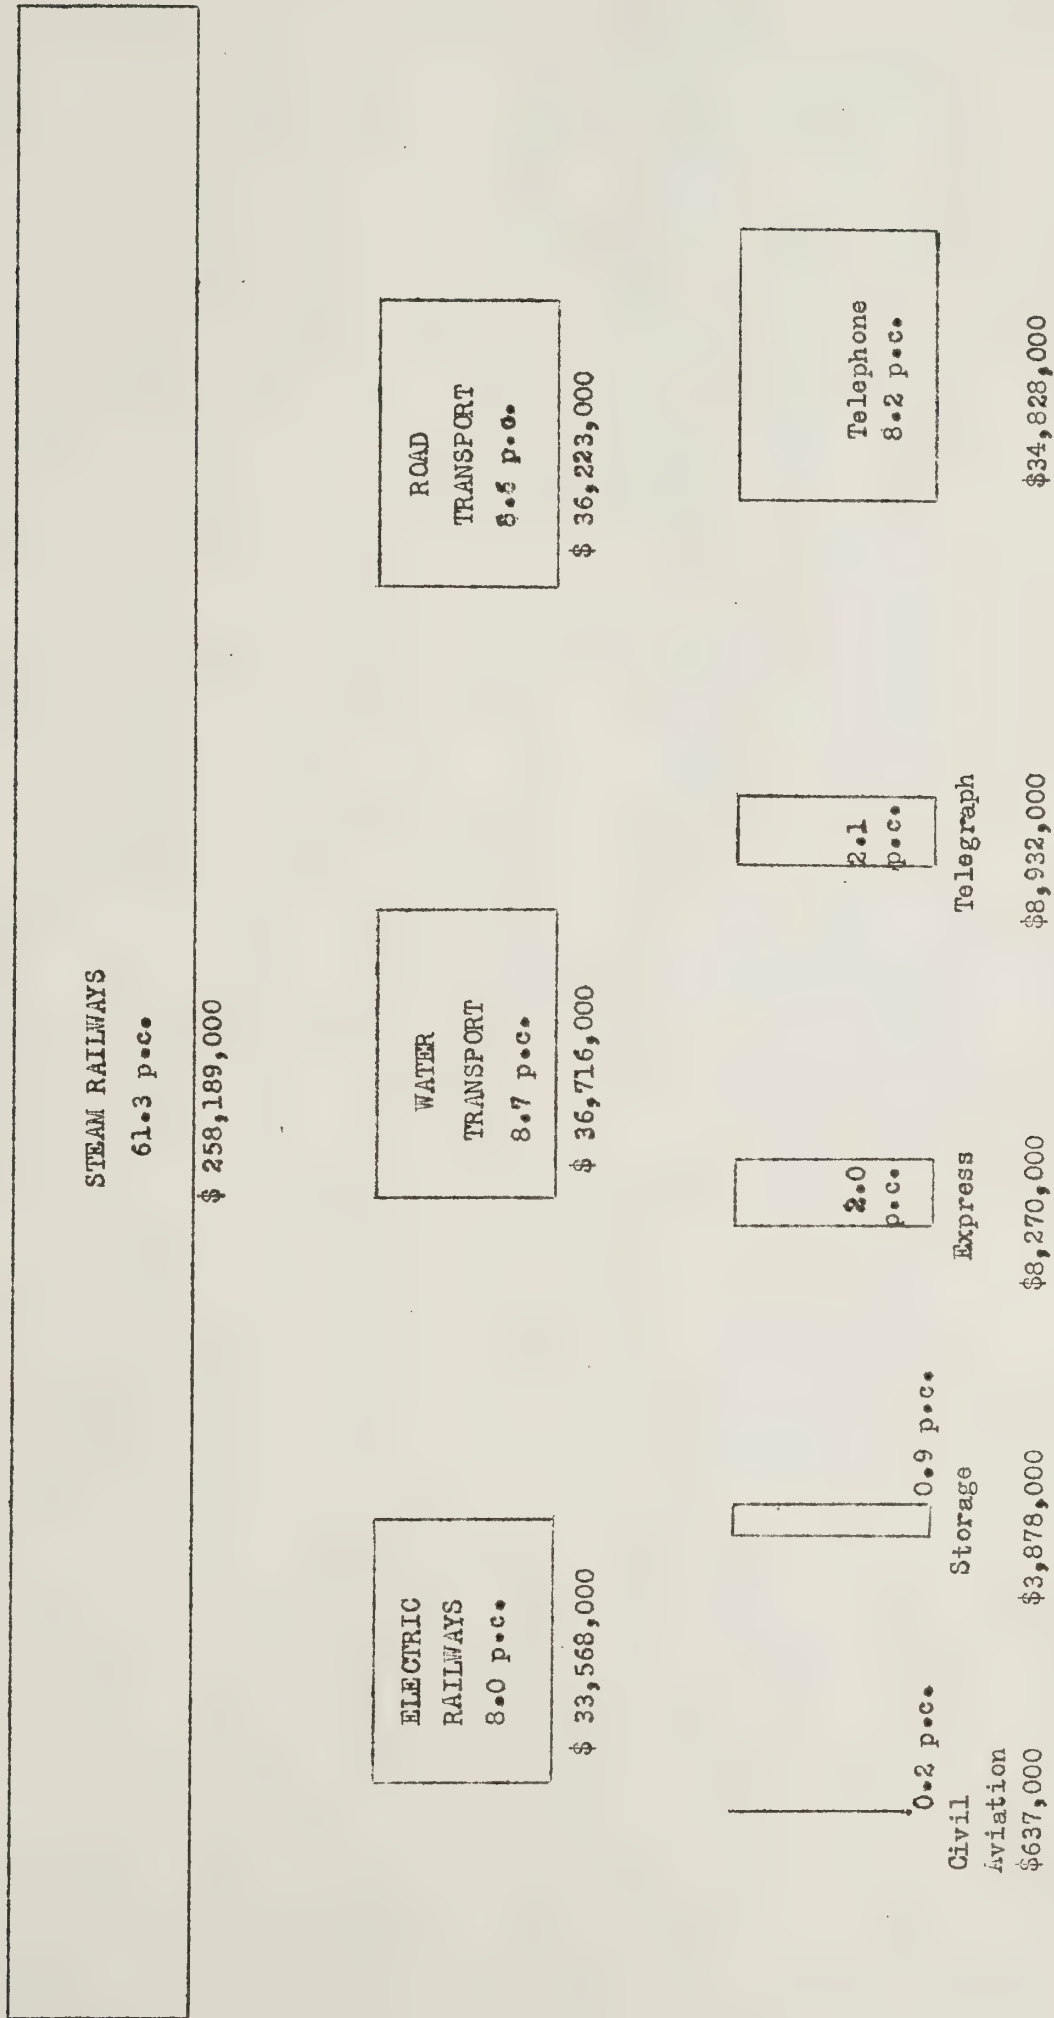 STEAM RAILWAYS
61.3 p.c.
$ 258,189,000
ELECTRIC
RAILWAYS
8.0 p.c.
$ 33,568,000
WATER
TRANSPORT
8.7 p.c.
$ 36,716,000
ROAD
TRANSPORT
8.6 p.c.
$ 36,223,000
0.2 p.c.
Civil
Aviation
$637,000
0.9 p.c.
Storage
$3,878,000
2.0
p.c.
Express
$8,270,000
2.1
p.c.
Telegraph
$8,932,000
Telephone
8.2 p.c.
$34,828,000